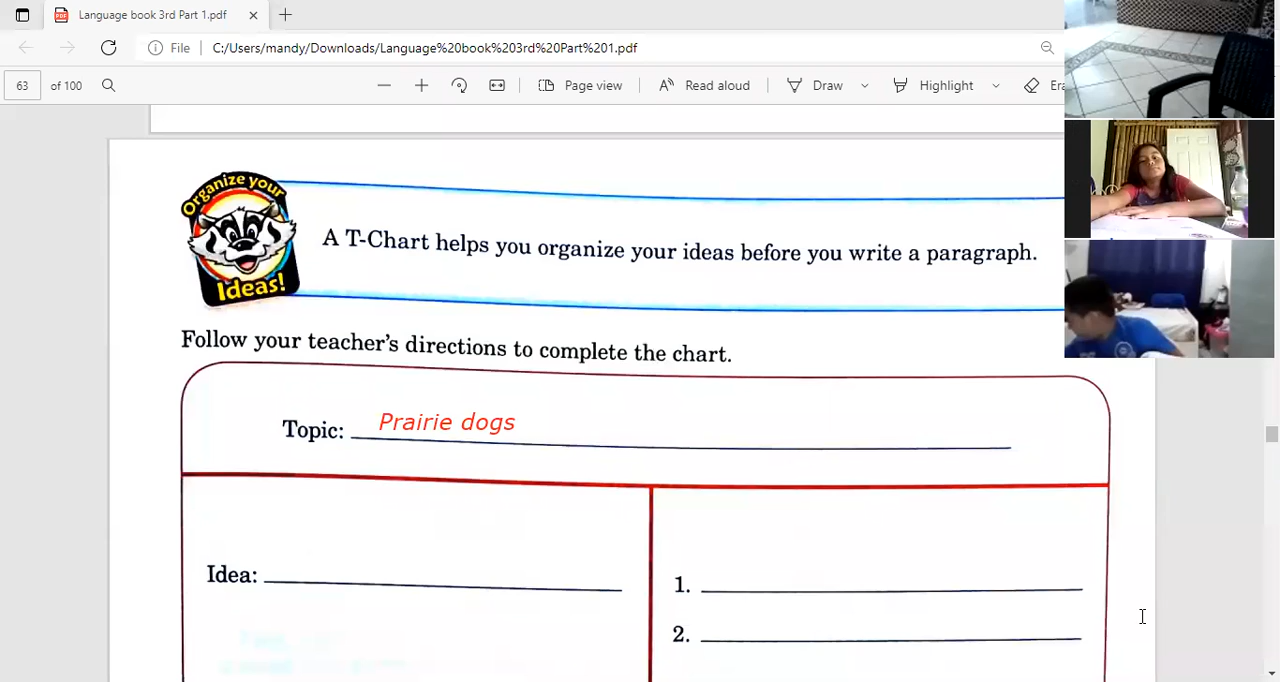 Language book 3rd Part 1.pdf
File C:/Users/mandy/Downloads/Language%20book%203rd%20Part%201.pdf
63 of 100 Page view Read aloud Draw Highlight Era
Organize your
Ideas!
A T-Chart helps you organize your ideas before you write a paragraph.
Follow your teacher's directions to complete the chart.
Topic: Prairie dogs
Idea:
1.
2.